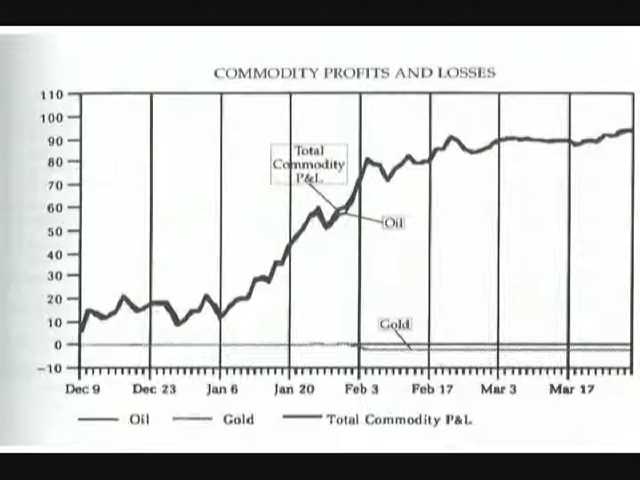 COMMODITY PROFITS AND LOSSES
110
100
90
80
70
60
50
40
30
20
10
0
-10
Total
Commodity
P&L
Oil
Gold
Dec 9 Dec 23 Jan 6 Jan 20 Feb 3 Feb 17 Mar 3 Mar 17
Oil Gold Total Commodity P&L